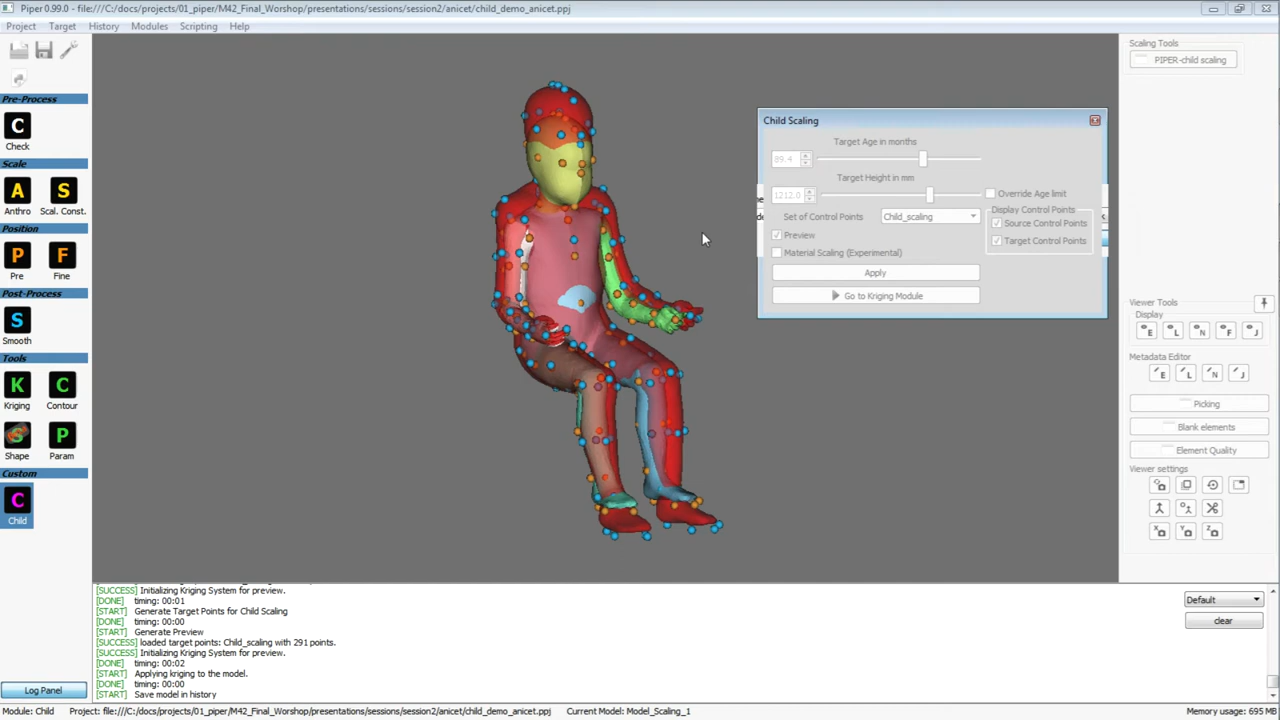 Piper 0.99.0 - file:///C:/docs/projects/01_piper/M42_Final_Worshop/presentations/sessions/session2/anicet/child_demo_anicet.ppj
Project Target History Modules Scripting Help
Pre-Process
C
Check
Scale
A S
Anthro Scal. Const.
Position
P F
Pre Fine
Post-Process
S
Smooth
Tools
K C
Kriging Contour
S P
Shape Param
Custom
C
Child
Log Panel
Child Scaling
Target Age in months
89.4
Target Height in mm
1212.0
Override Age limit
Set of Control Points Child_scaling
Display Control Points
Source Control Points
Target Control Points
Preview
Material Scaling (Experimental)
Apply
Go to Kriging Module
Scaling Tools
PIPER-child scaling
Viewer Tools
Display
E L N F J
Metadata Editor
E L N J
Picking
Blank elements
Element Quality
Viewer settings
X Y Z
[SUCCESS] Initializing Kriging System for preview.
[DONE] timing: 00:01
[START] Generate Target Points for Child Scaling
[DONE] timing: 00:00
[START] Generate Preview
[SUCCESS] loaded target points: Child_scaling with 291 points.
[SUCCESS] Initializing Kriging System for preview.
[DONE] timing: 00:02
[START] Applying kriging to the model.
[DONE] timing: 00:00
[START] Save model in history
Default
clear
Module: Child Project: file:///C:/docs/projects/01_piper/M42_Final_Worshop/presentations/sessions/session2/anicet/child_demo_anicet.ppj Current Model: Model_Scaling_1 Memory usage: 695 MB